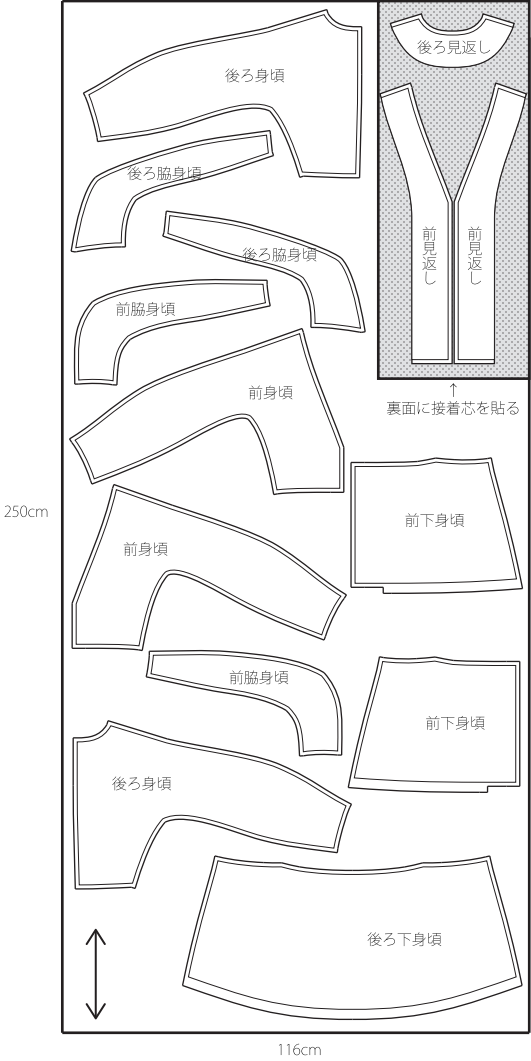 後ろ見返し
後ろ身頃
後ろ脇身頃
後ろ脇身頃
前見返し
前見返し
前脇身頃
前身頃
裏面に接着芯を貼る
250cm
前下身頃
前身頃
前脇身頃
前下身頃
後ろ身頃
後ろ下身頃
116cm